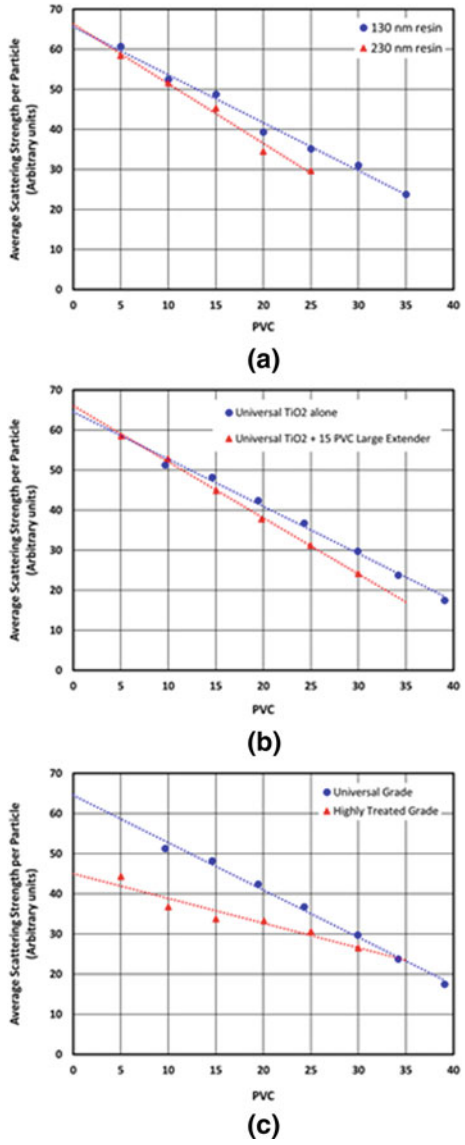 70
60
50
40
30
20
10
0
Average Scattering Strength per Particle
(Arbitrary units)
130 nm resin
230 nm resin
0 5 10 15 20 25 30 35 40
PVC
(a)
70
60
50
40
30
20
10
0
Average Scattering Strength per Particle
(Arbitrary units)
Universal TiO2 alone
Universal TiO2 + 15 PVC Large Extender
0 5 10 15 20 25 30 35 40
PVC
(b)
70
60
50
40
30
20
10
0
Average Scattering Strength per Particle
(Arbitrary units)
Universal Grade
Highly Treated Grade
0 5 10 15 20 25 30 35 40
PVC
(c)